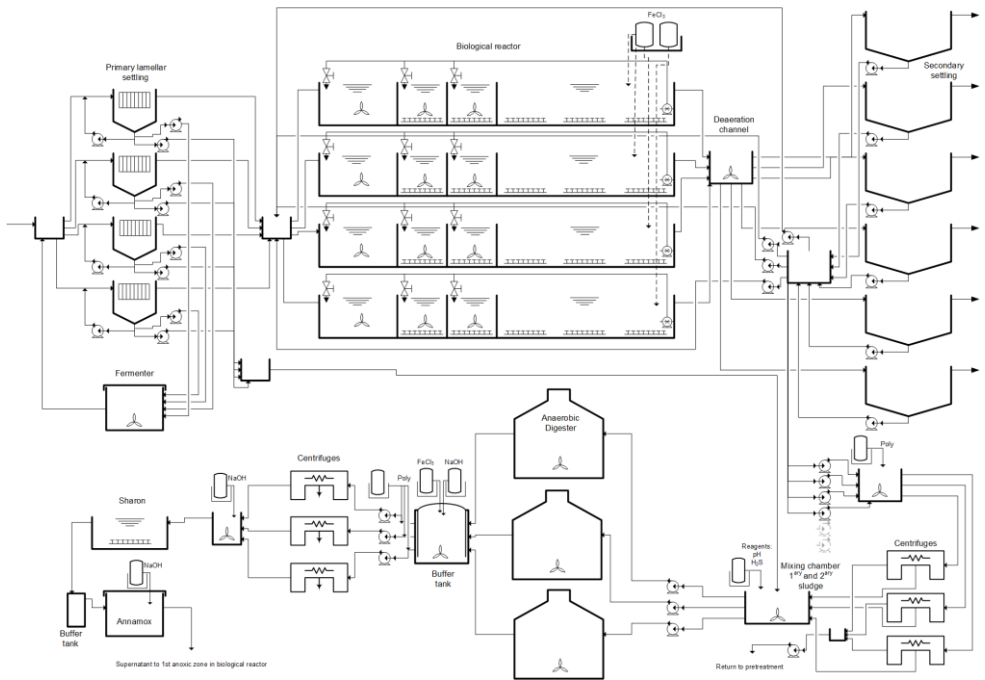 FeCl3
Biological reactor
Primary lamellar
settling
Secondary
settling
Deaeration
channel
Fermenter
Anaerobic
Digester
Poly
Centrifuges
FeCl3
NaOH
Poly
NaOH
Sharon
Centrifuges
Reagents:
pH
H2S
Mixing chamber
1ary and 2ary
sludge
Buffer
tank
NaOH
Annamox
Buffer
tank
Supernatant to 1st anoxic zone in biological reactor
Return to pretreatment